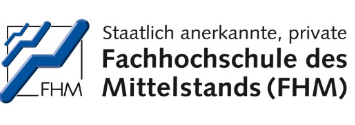 Staatlich anerkannte, private
Fachhochschule des
Mittelstands (FHM)
FHM